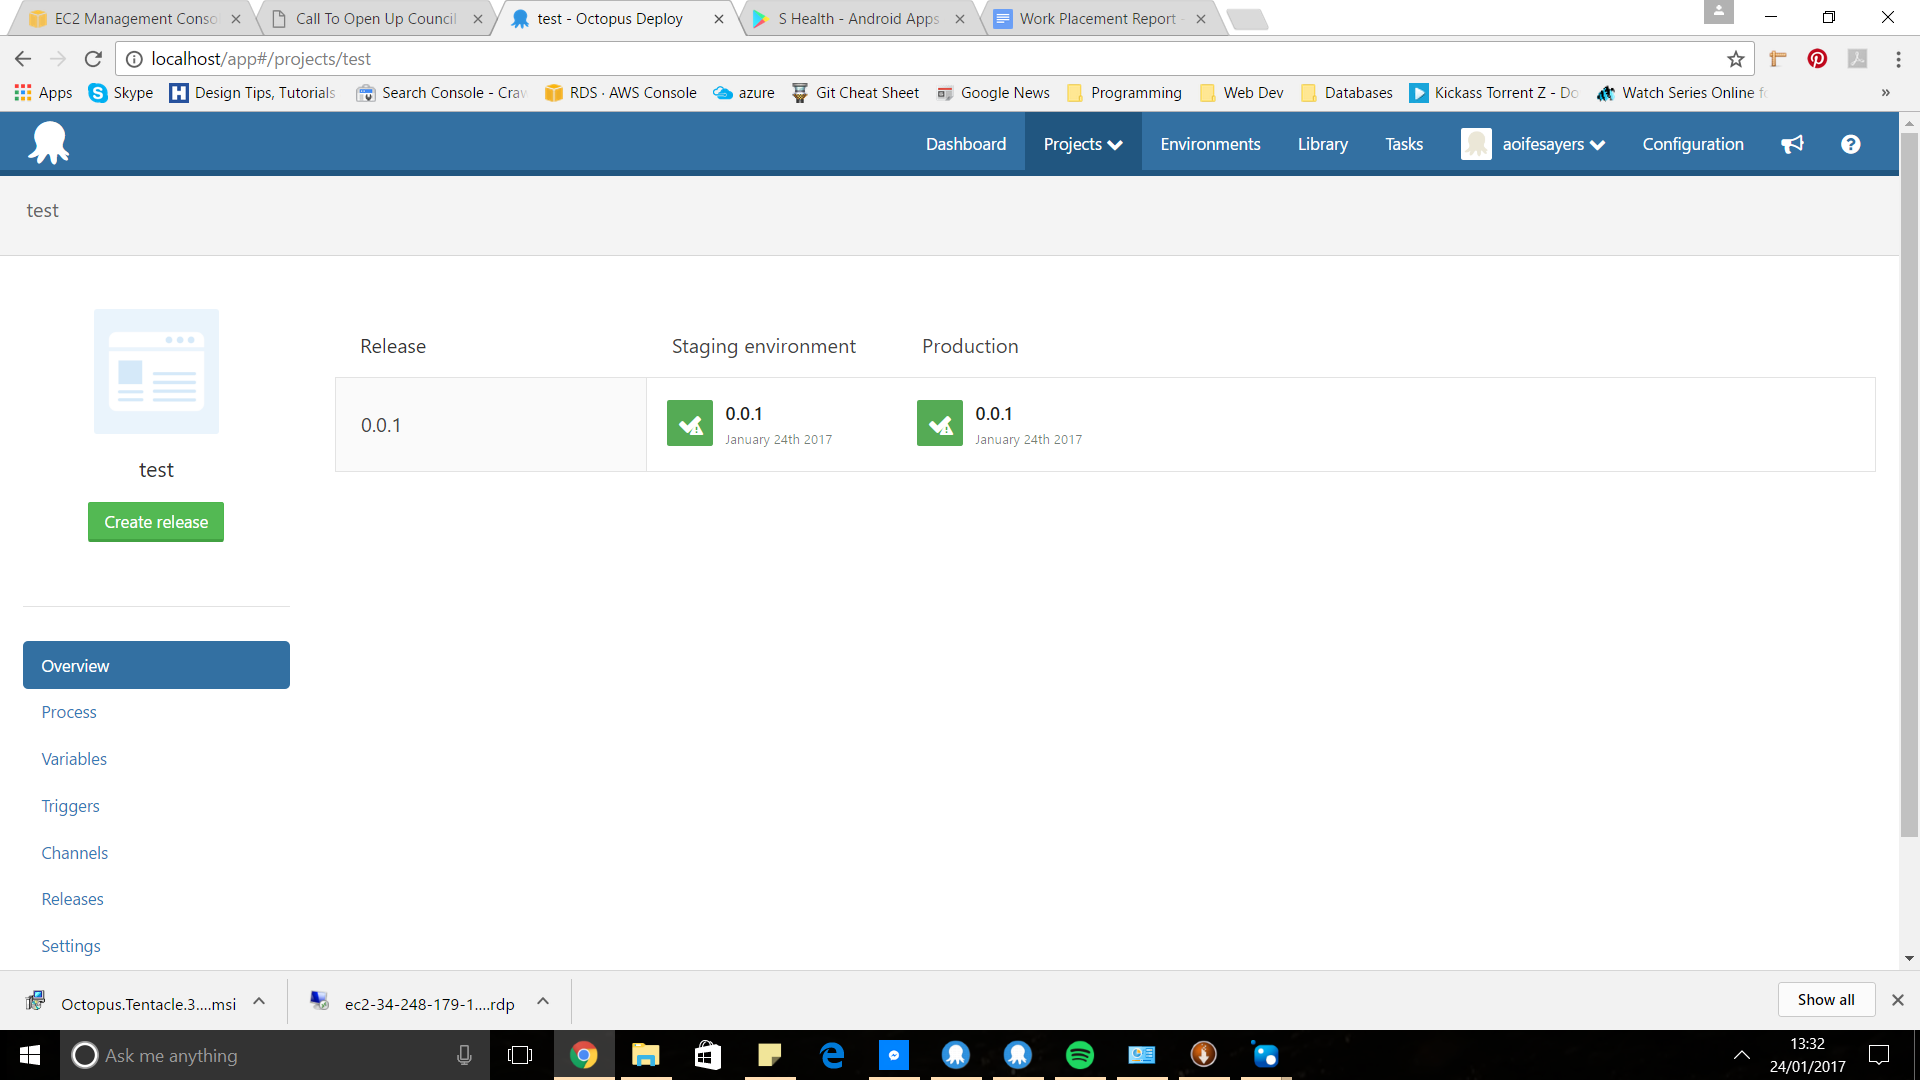 EC2 Management Conso
Call To Open Up Council
test - Octopus Deploy
S Health - Android Apps
Work Placement Report -
localhost/app#/projects/test
Apps
Skype
Design Tips, Tutorials
Search Console - Craw
RDS · AWS Console
azure
Git Cheat Sheet
Google News
Programming
Web Dev
Databases
Kickass Torrent Z - Do
Watch Series Online fo
»
Dashboard
Projects
Environments
Library
Tasks
aoifesayers
Configuration
test
Release
Staging environment
Production
0.0.1
0.0.1
January 24th 2017
0.0.1
January 24th 2017
test
Create release
Overview
Process
Variables
Triggers
Channels
Releases
Settings
Octopus.Tentacle.3....msi
ec2-34-248-179-1....rdp
Show all
Ask me anything
13:32
24/01/2017